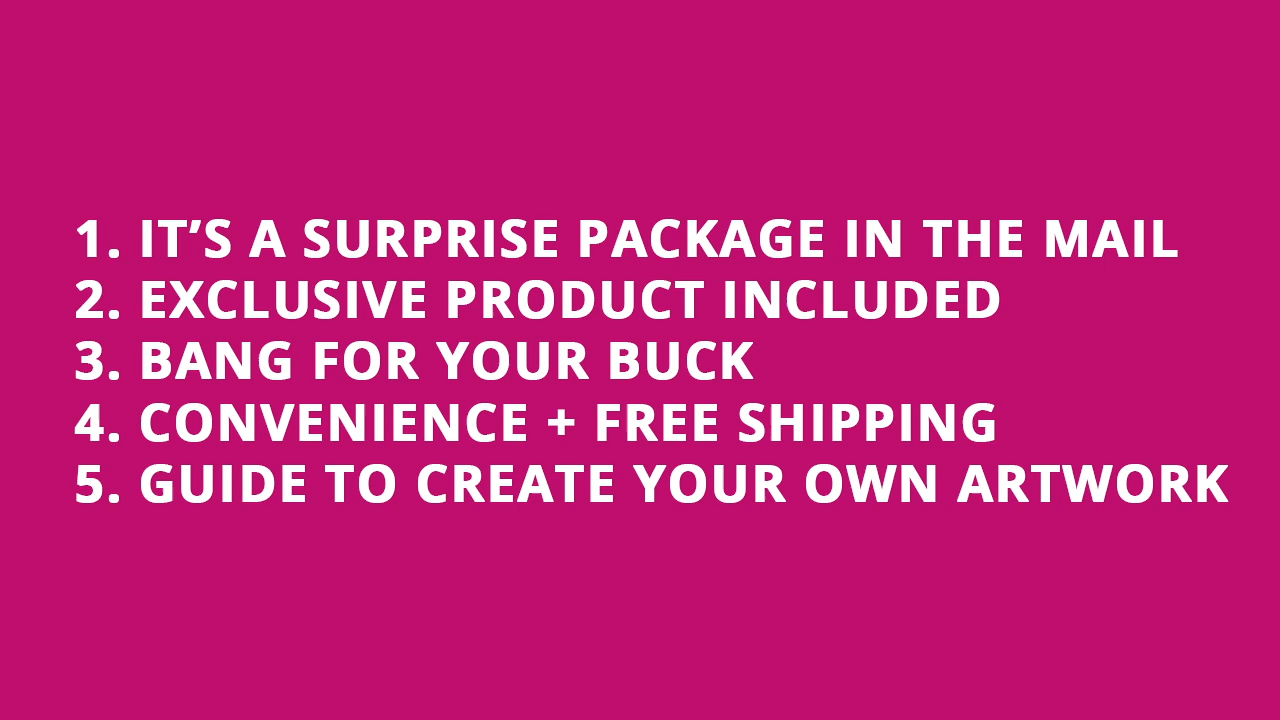 1. IT’S A SURPRISE PACKAGE IN THE MAIL
2. EXCLUSIVE PRODUCT INCLUDED
3. BANG FOR YOUR BUCK
4. CONVENIENCE + FREE SHIPPING
5. GUIDE TO CREATE YOUR OWN ARTWORK